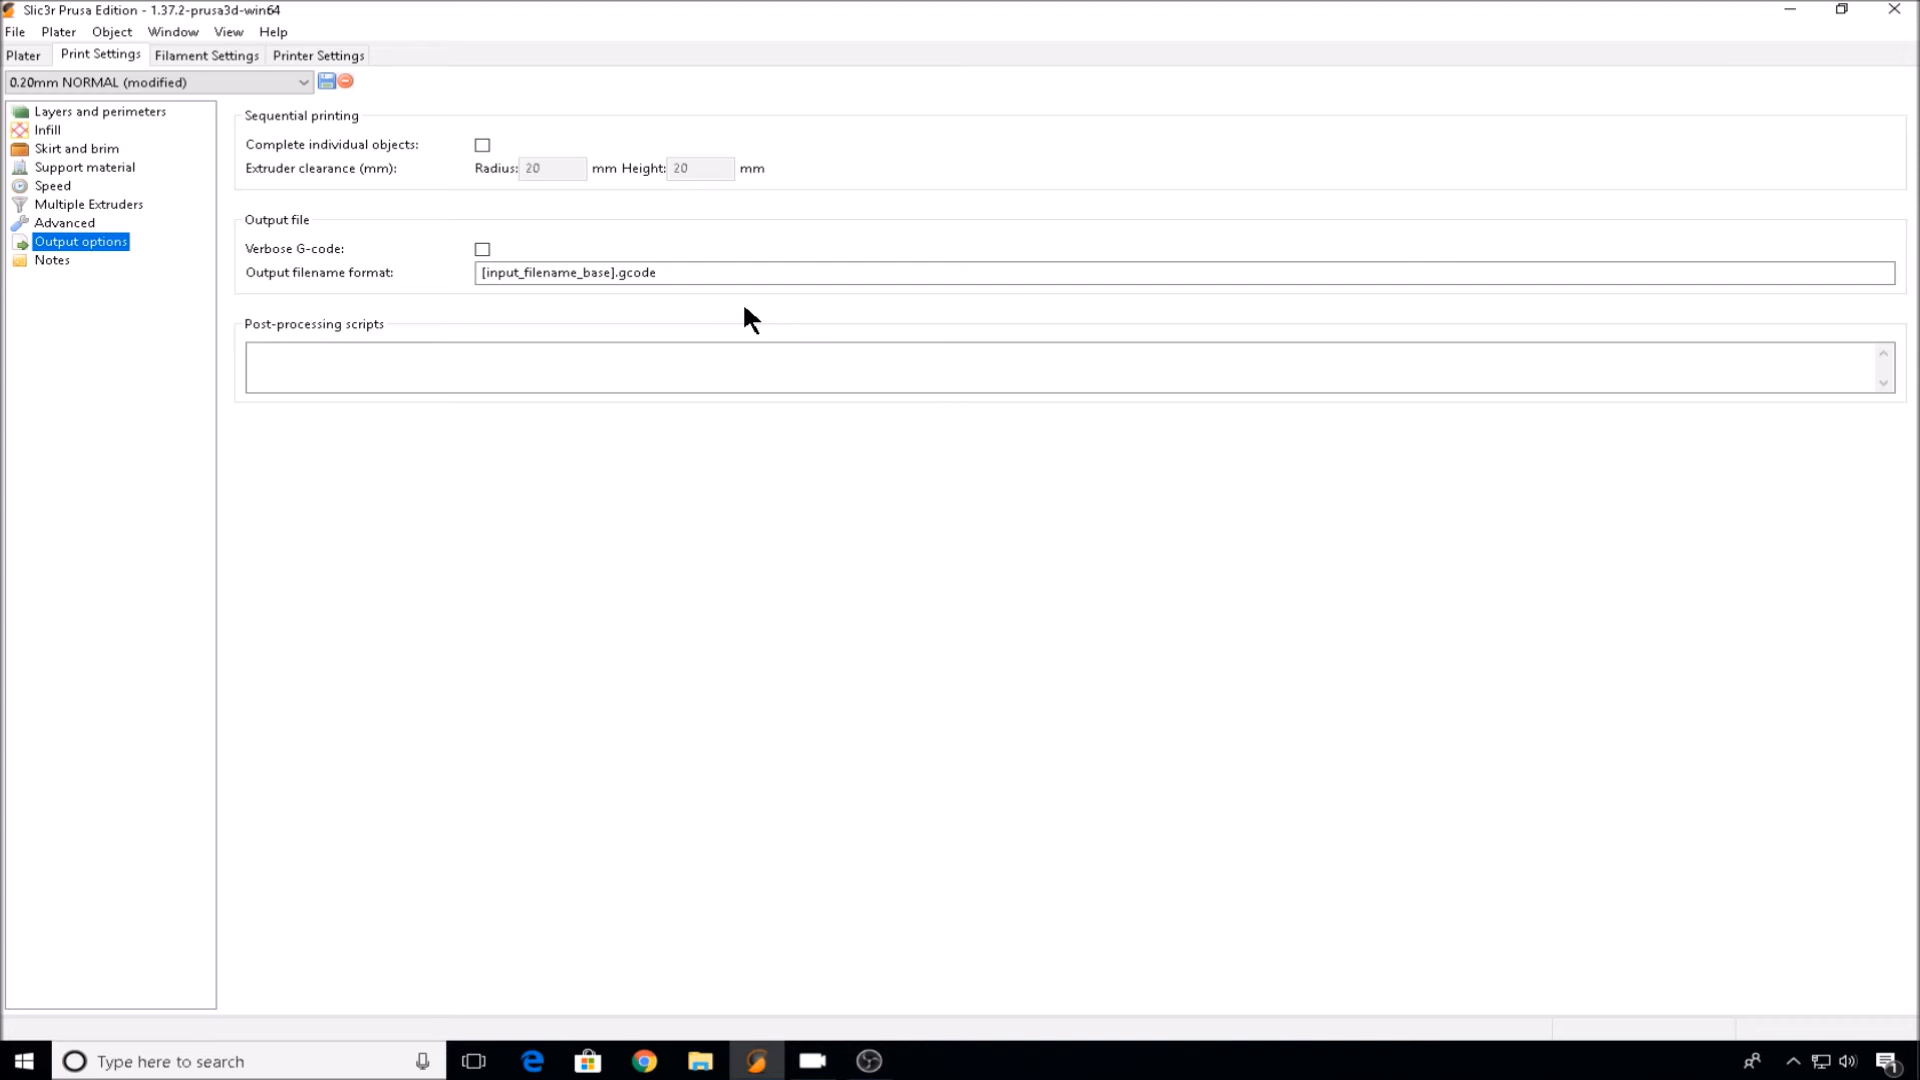 Slic3r Prusa Edition - 1.37.2-prusa3d-win64
File Plater Object Window View Help
Plater Print Settings Filament Settings Printer Settings
0.20mm NORMAL (modified)
Layers and perimeters
Infill
Skirt and brim
Support material
Speed
Multiple Extruders
Advanced
Output options
Notes
Sequential printing
Complete individual objects:
Extruder clearance (mm): Radius: 20 mm Height: 20 mm
Output file
Verbose G-code:
Output filename format: [input_filename_base].gcode
Post-processing scripts
Type here to search
1